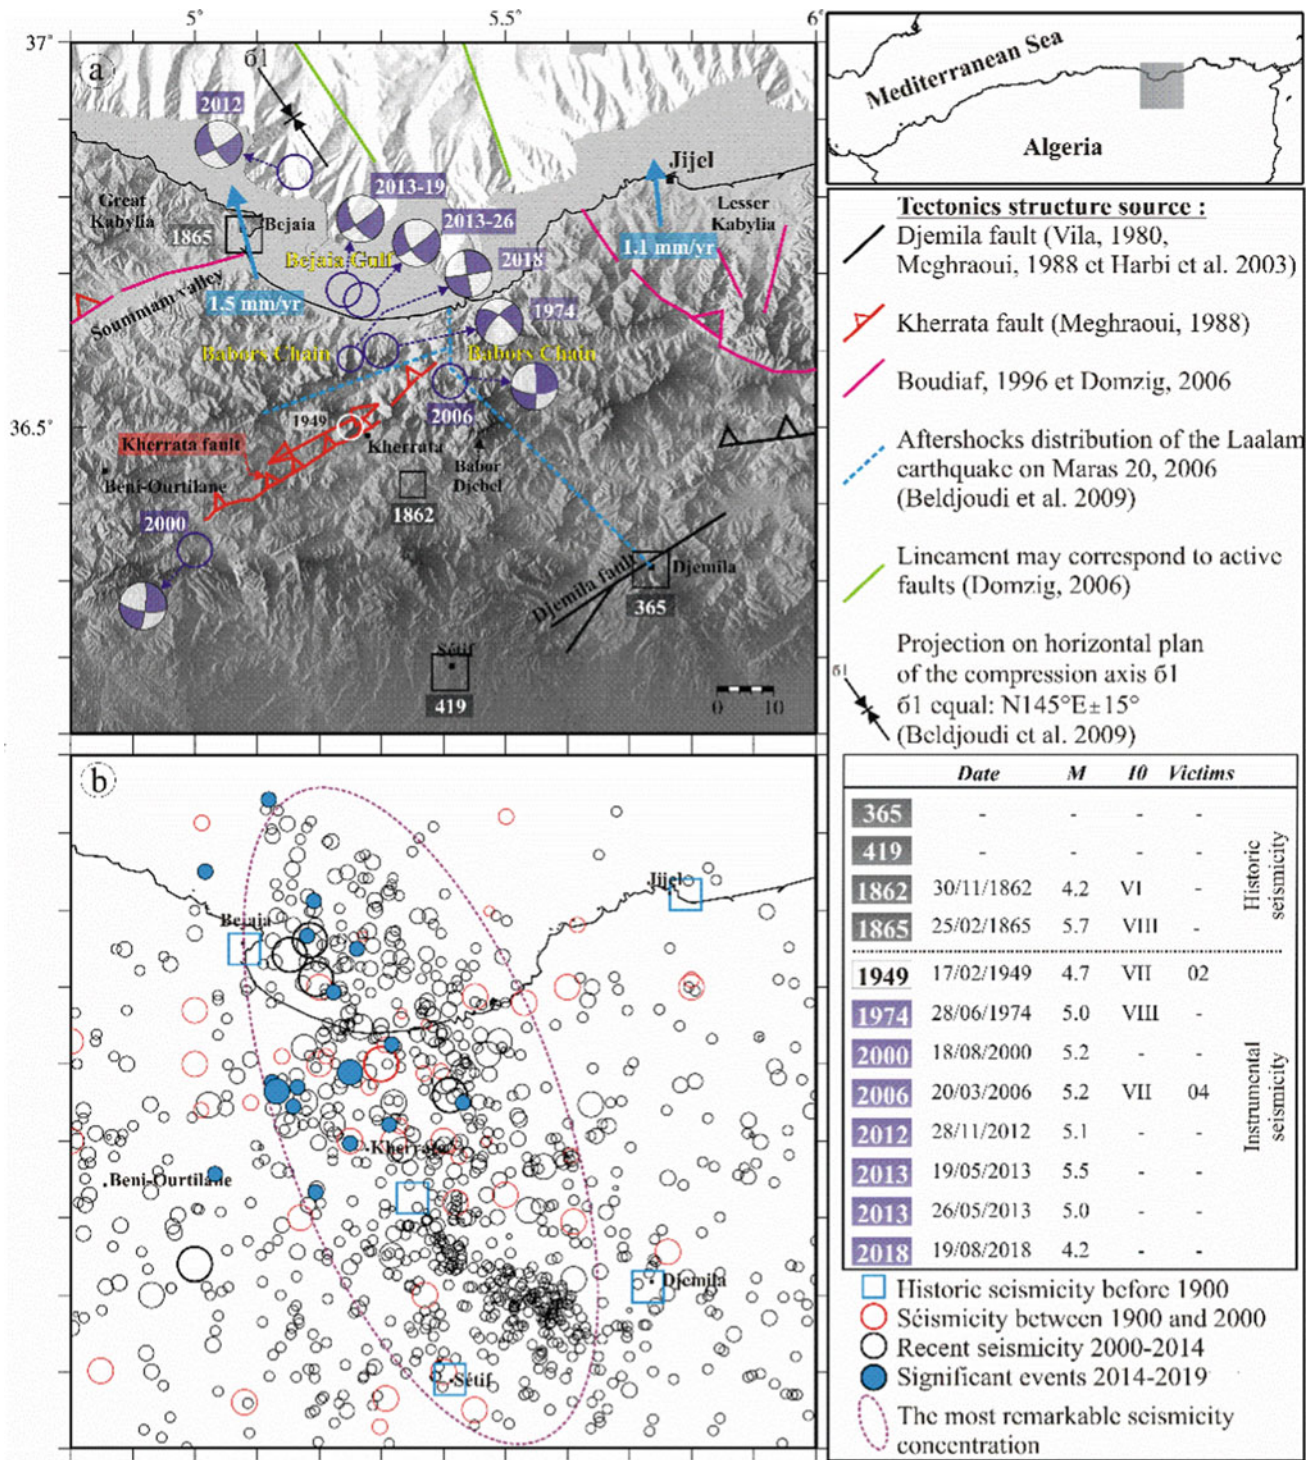 5°
5.5°
6°
37°
a
ϭ1
2012
2013-19
2013-26
2018
1974
Great
Kabylia
1865
Bejaia
Bejaia Gulf
Jijel
Lesser
Kabylia
1.1 mm/yr
1.5 mm/yr
Soummam valley
Babors Chain
Babors Chain
2006
36.5°
1949
Kherrata fault
Kherrata
Babor
Djebel
Beni-Ourtilane
1862
2000
Djemila fault
Djemila
365
Sétif
419
0 10
Mediterranean Sea
Algeria
Tectonics structure source :
Djemila fault (Vila, 1980,
Meghraoui, 1988 et Harbi et al. 2003)
Kherrata fault (Meghraoui, 1988)
Boudiaf, 1996 et Domzig, 2006
Aftershocks distribution of the Laalam
earthquake on Maras 20, 2006
(Beldjoudi et al. 2009)
Lineament may correspond to active
faults (Domzig, 2006)
ϭ1
Projection on horizontal plan
of the compression axis ϭ1
ϭ1 equal: N145°E±15°
(Beldjoudi et al. 2009)
b
Bejaia
Jijel
Kherrata
Beni-Ourtilane
Djemila
Sétif
Date M I0 Victims
365 - - - -
419 - - - -
1862 30/11/1862 4.2 VI -
1865 25/02/1865 5.7 VIII -
Historic
seismicity
1949 17/02/1949 4.7 VII 02
1974 28/06/1974 5.0 VIII -
2000 18/08/2000 5.2 - -
2006 20/03/2006 5.2 VII 04
2012 28/11/2012 5.1 - -
2013 19/05/2013 5.5 - -
2013 26/05/2013 5.0 - -
2018 19/08/2018 4.2 - -
Instrumental
seismicity
Historic seismicity before 1900
Séismicity between 1900 and 2000
Recent seismicity 2000-2014
Significant events 2014-2019
The most remarkable seismicity
concentration